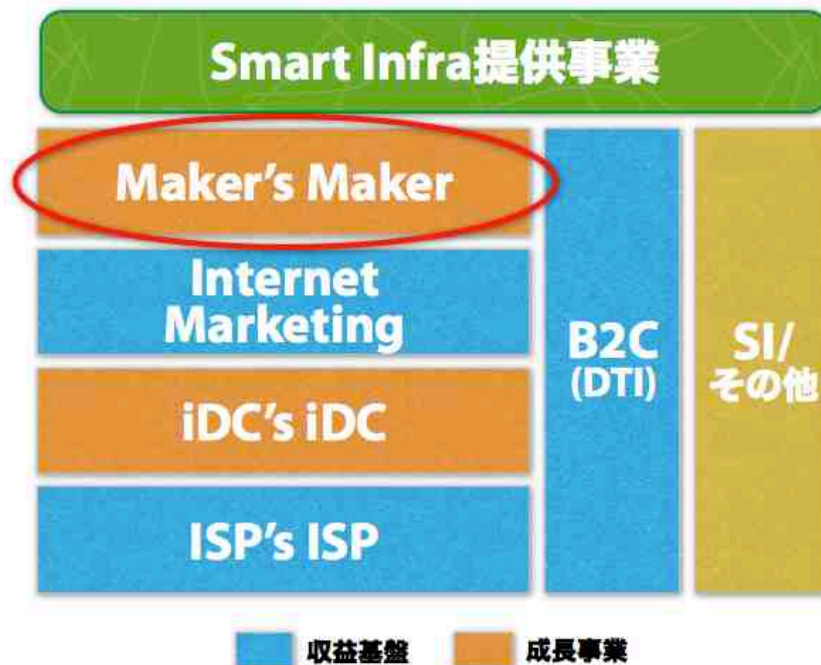 Smart Infra提供事業
Maker’s Maker
Internet
Marketing
iDC’s iDC
ISP’s ISP
B2C
(DTI)
SI/
その他
収益基盤
成長事業